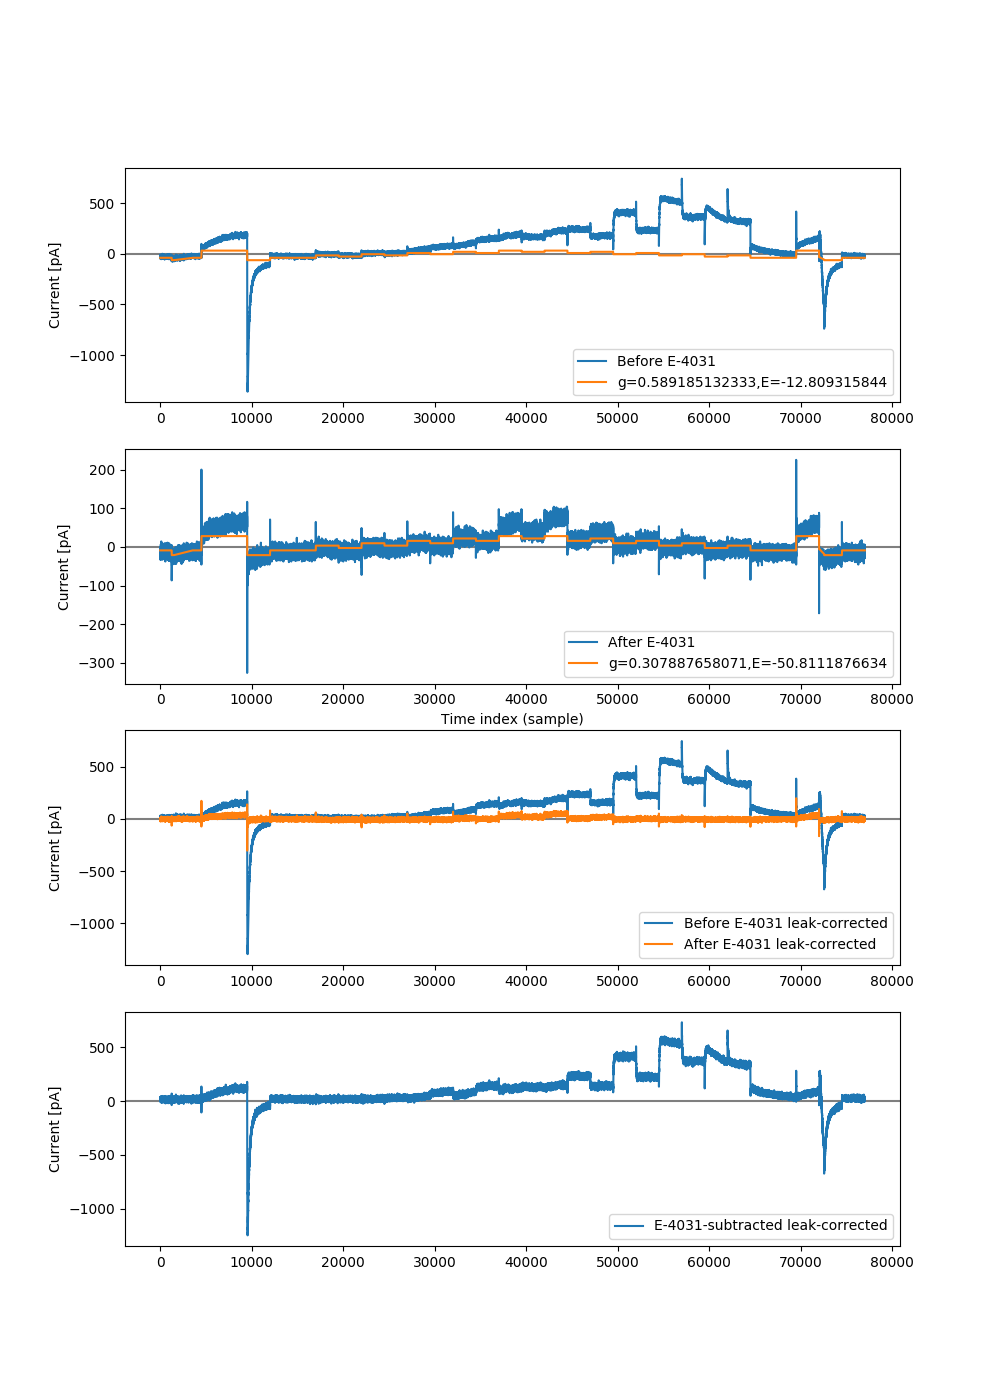 500
0
−500
−1000
Current [pA]
Before E-4031
g=0.589185132333,E=-12.809315844
0 10000 20000 30000 40000 50000 60000 70000 80000
200
100
0
−100
−200
−300
Current [pA]
After E-4031
g=0.307887658071,E=-50.8111876634
0 10000 20000 30000 40000 50000 60000 70000 80000
Time index (sample)
500
0
−500
−1000
Current [pA]
Before E-4031 leak-corrected
After E-4031 leak-corrected
0 10000 20000 30000 40000 50000 60000 70000 80000
500
0
−500
−1000
Current [pA]
E-4031-subtracted leak-corrected
0 10000 20000 30000 40000 50000 60000 70000 80000